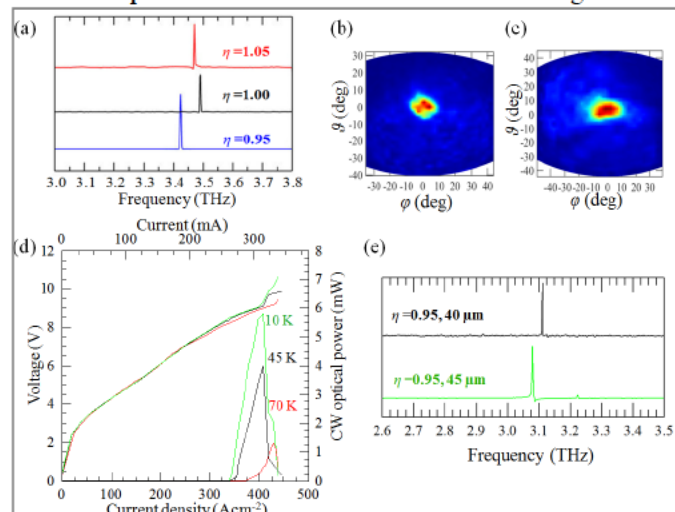 (a)
η=1.05
η=1.00
η=0.95
3.0 3.1 3.2 3.3 3.4 3.5 3.6 3.7 3.8
Frequency (THz)
(b)
30
20
10
0
-10
-20
-30
-40
ϑ (deg)
-30 -20 -10 0 10 20 30 40
φ (deg)
(c)
40
30
20
10
0
-10
-20
-30
-40
ϑ (deg)
-40 -30 -20 -10 0 10 20 30
φ (deg)
(d)
Current (mA)
0 100 200 300
12
10
8
6
4
2
0
Voltage (V)
8
7
6
5
4
3
2
1
0
CW optical power (mW)
10 K
45 K
70 K
0 100 200 300 400 500
Current density (Acm-2)
(e)
η=0.95, 40 μm
η=0.95, 45 μm
2.6 2.7 2.8 2.9 3.0 3.1 3.2 3.3 3.4 3.5
Frequency (THz)